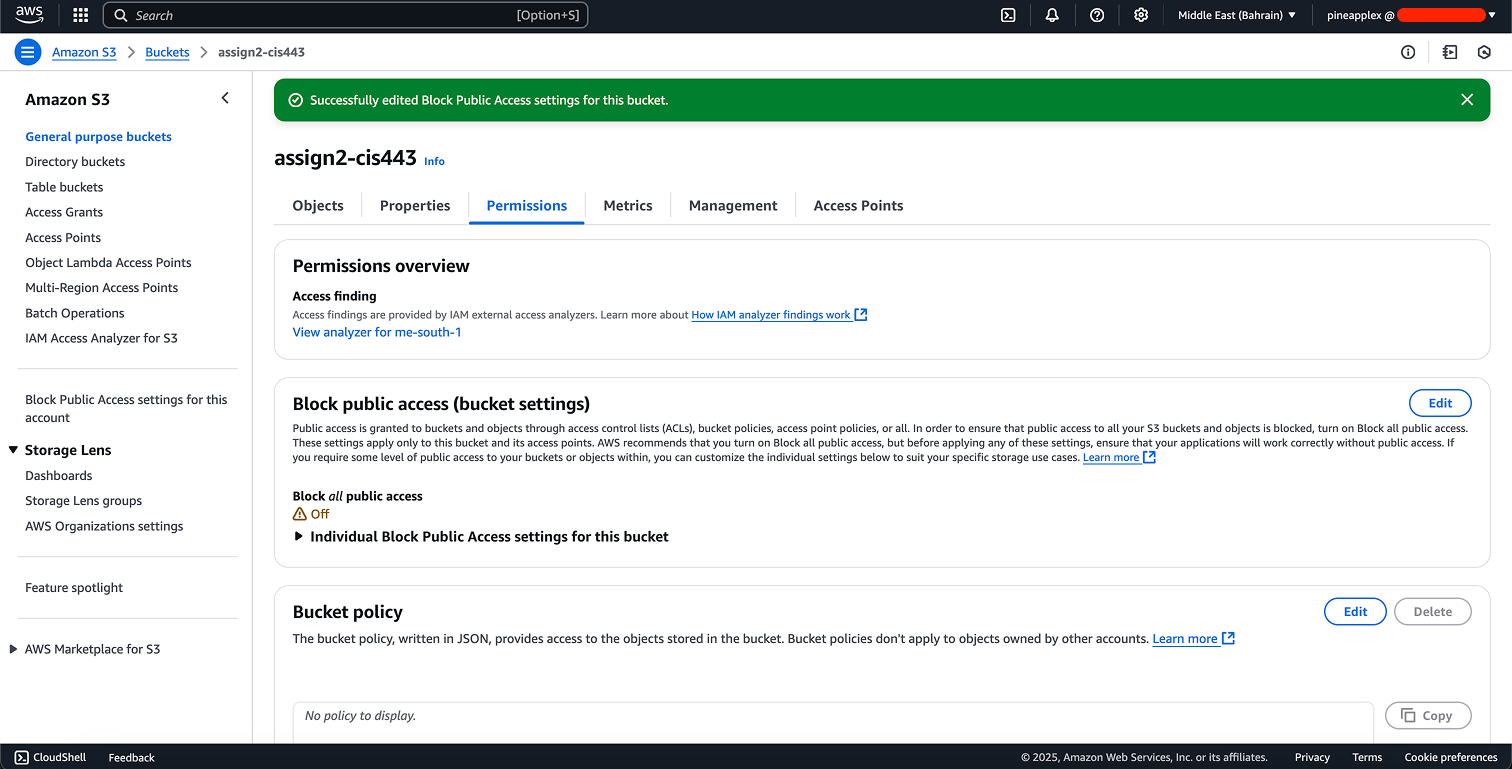 aws
Search [Option+S]
Middle East (Bahrain)
pineapplex @
Amazon S3 > Buckets > assign2-cis443
Amazon S3
General purpose buckets
Directory buckets
Table buckets
Access Grants
Access Points
Object Lambda Access Points
Multi-Region Access Points
Batch Operations
IAM Access Analyzer for S3
Block Public Access settings for this
account
Storage Lens
Dashboards
Storage Lens groups
AWS Organizations settings
Feature spotlight
AWS Marketplace for S3
Successfully edited Block Public Access settings for this bucket.
assign2-cis443 Info
Objects Properties Permissions Metrics Management Access Points
Permissions overview
Access finding
Access findings are provided by IAM external access analyzers. Learn more about How IAM analyzer findings work
View analyzer for me-south-1
Block public access (bucket settings)
Edit
Public access is granted to buckets and objects through access control lists (ACLs), bucket policies, access point policies, or all. In order to ensure that public access to all your S3 buckets and objects is blocked, turn on Block all public access.
These settings apply only to this bucket and its access points. AWS recommends that you turn on Block all public access, but before applying any of these settings, ensure that your applications will work correctly without public access. If
you require some level of public access to your buckets or objects within, you can customize the individual settings below to suit your specific storage use cases. Learn more
Block all public access
Off
Individual Block Public Access settings for this bucket
Bucket policy
Edit Delete
The bucket policy, written in JSON, provides access to the objects stored in the bucket. Bucket policies don't apply to objects owned by other accounts. Learn more
No policy to display.
Copy
CloudShell Feedback
© 2025, Amazon Web Services, Inc. or its affiliates. Privacy Terms Cookie preferences